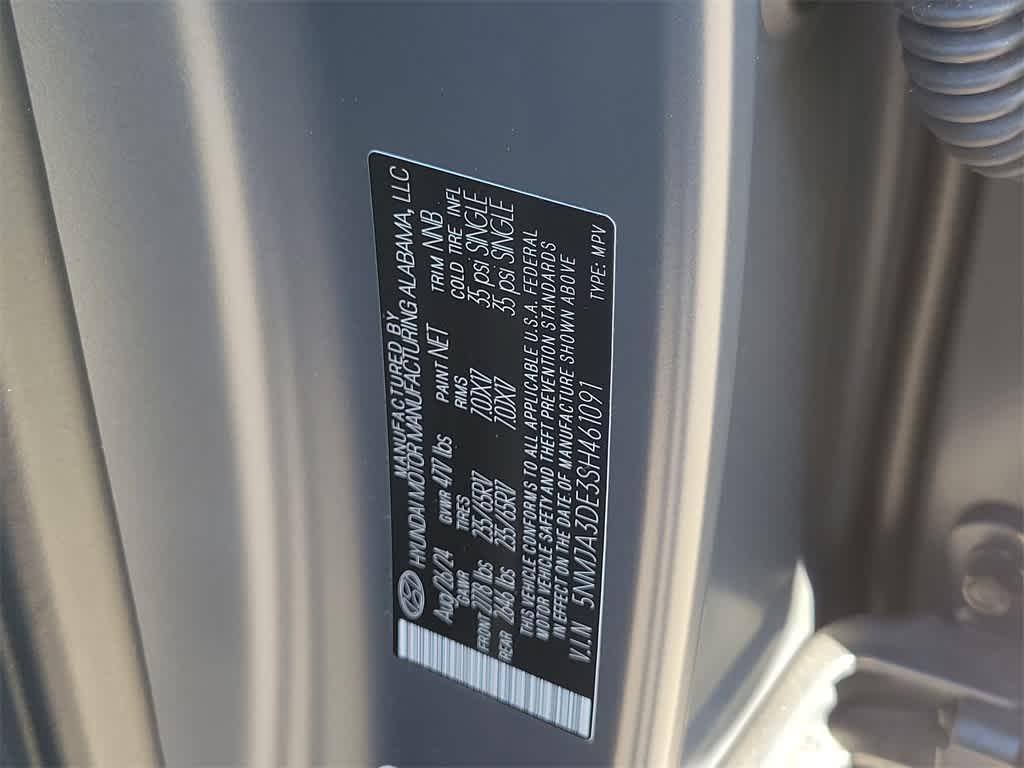 MANUFACTURED BY
HYUNDAI MOTOR MANUFACTURING ALABAMA, LLC
Aug/28/24 PAINT NET TRIM NNB
GAWR GVWR 4717 lbs COLD TIRE INFL
TIRES RMS
FRONT lbs 235/65R17 7.0JX17 35 psi SINGLE
REAR 2646 lbs 235/65R17 7.0JX17 35 psi SINGLE
THIS VEHICLE CONFORMS TO ALL APPLICABLE U.S.A. FEDERAL
MOTOR VEHICLE SAFETY AND THEFT PREVENTION STANDARDS
IN EFFECT ON THE DATE OF MANUFACTURE SHOWN ABOVE
V.I.N 5NMJA3DE3SH461091 TYPE: MPV